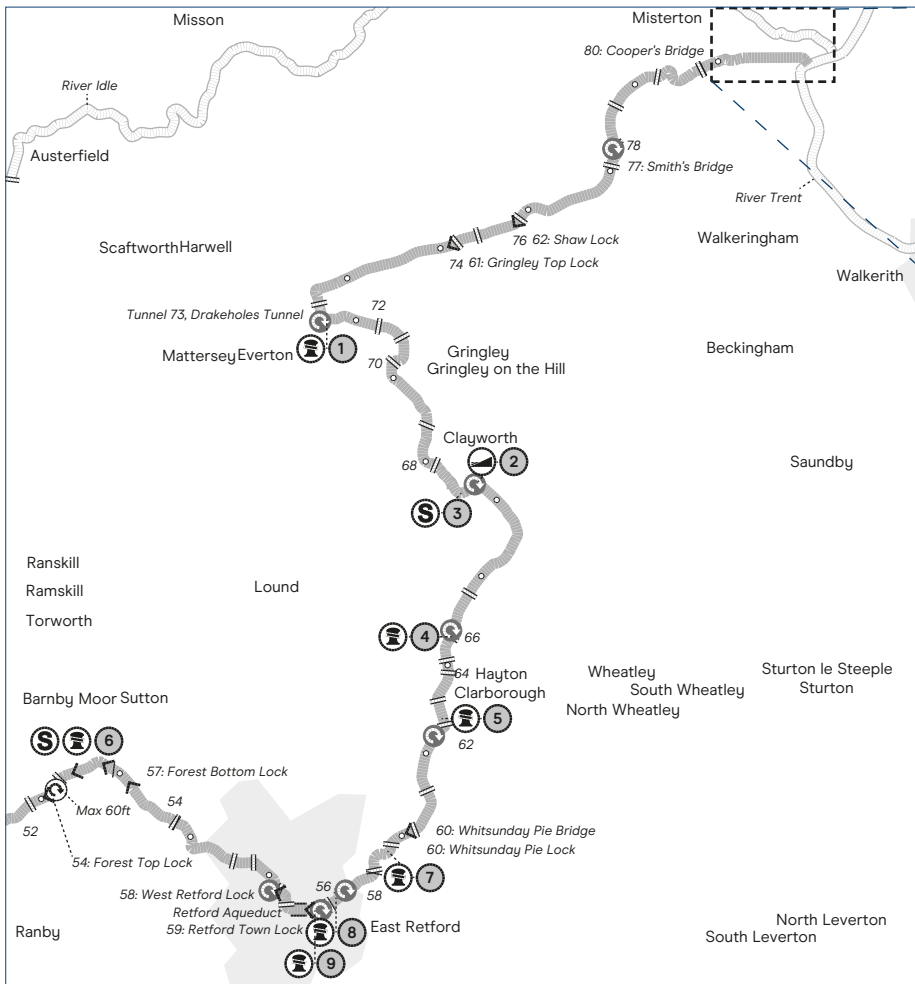 Misson
Misterton
80: Cooper's Bridge
River Idle
Austerfield
78
77: Smith's Bridge
River Trent
Scaftworth Harwell
76 62: Shaw Lock
Walkeringham
74 61: Gringley Top Lock
Walkerith
Tunnel 73, Drakeholes Tunnel
72
1
Mattersey Everton
Gringley
Beckingham
70
Gringley on the Hill
Clayworth
68
2
Saundby
S 3
Ranskill
Lound
Ramskill
Torworth
4
66
64 Hayton
Wheatley
Sturton le Steeple
Clarborough
South Wheatley
Sturton
Barnby Moor Sutton
North Wheatley
5
S 6
62
57: Forest Bottom Lock
Max 60ft
54
52
60: Whitsunday Pie Bridge
60: Whitsunday Pie Lock
54: Forest Top Lock
7
58: West Retford Lock
56
58
Retford Aqueduct
59: Retford Town Lock
8
East Retford
Ranby
North Leverton
South Leverton
9